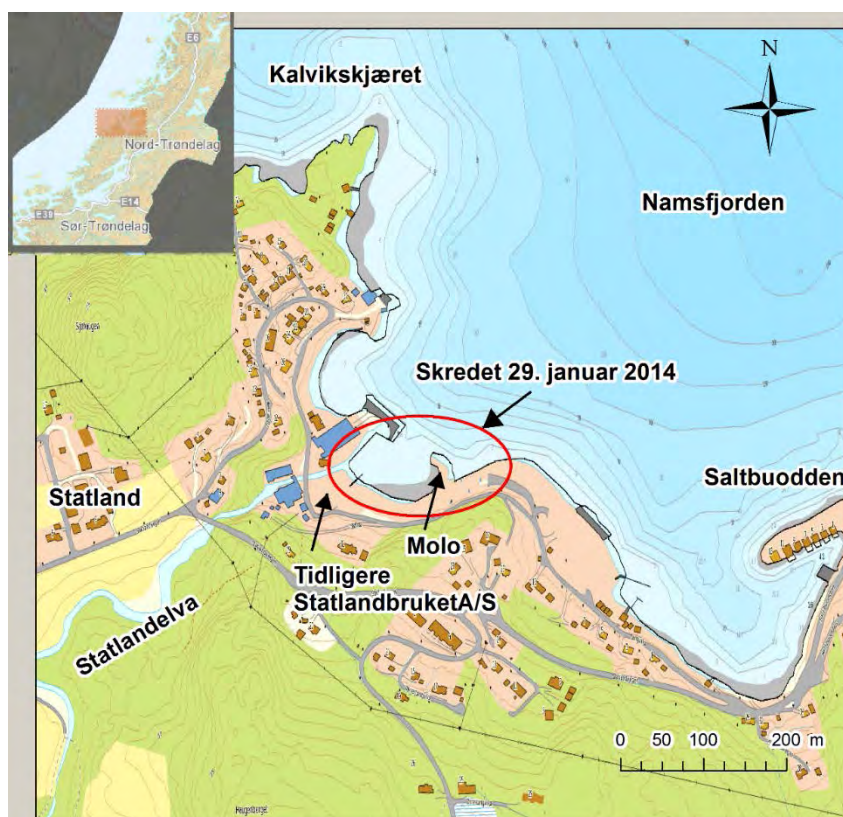 E6
Nord-Trøndelag
E14
E39
Sør-Trøndelag
Kalvikskjæret
N
Namsfjorden
Skredet 29. januar 2014
Saltbuodden
Statland
Molo
Tidligere
StatlandbruketA/S
Statlandelva
0 50 100 200 m